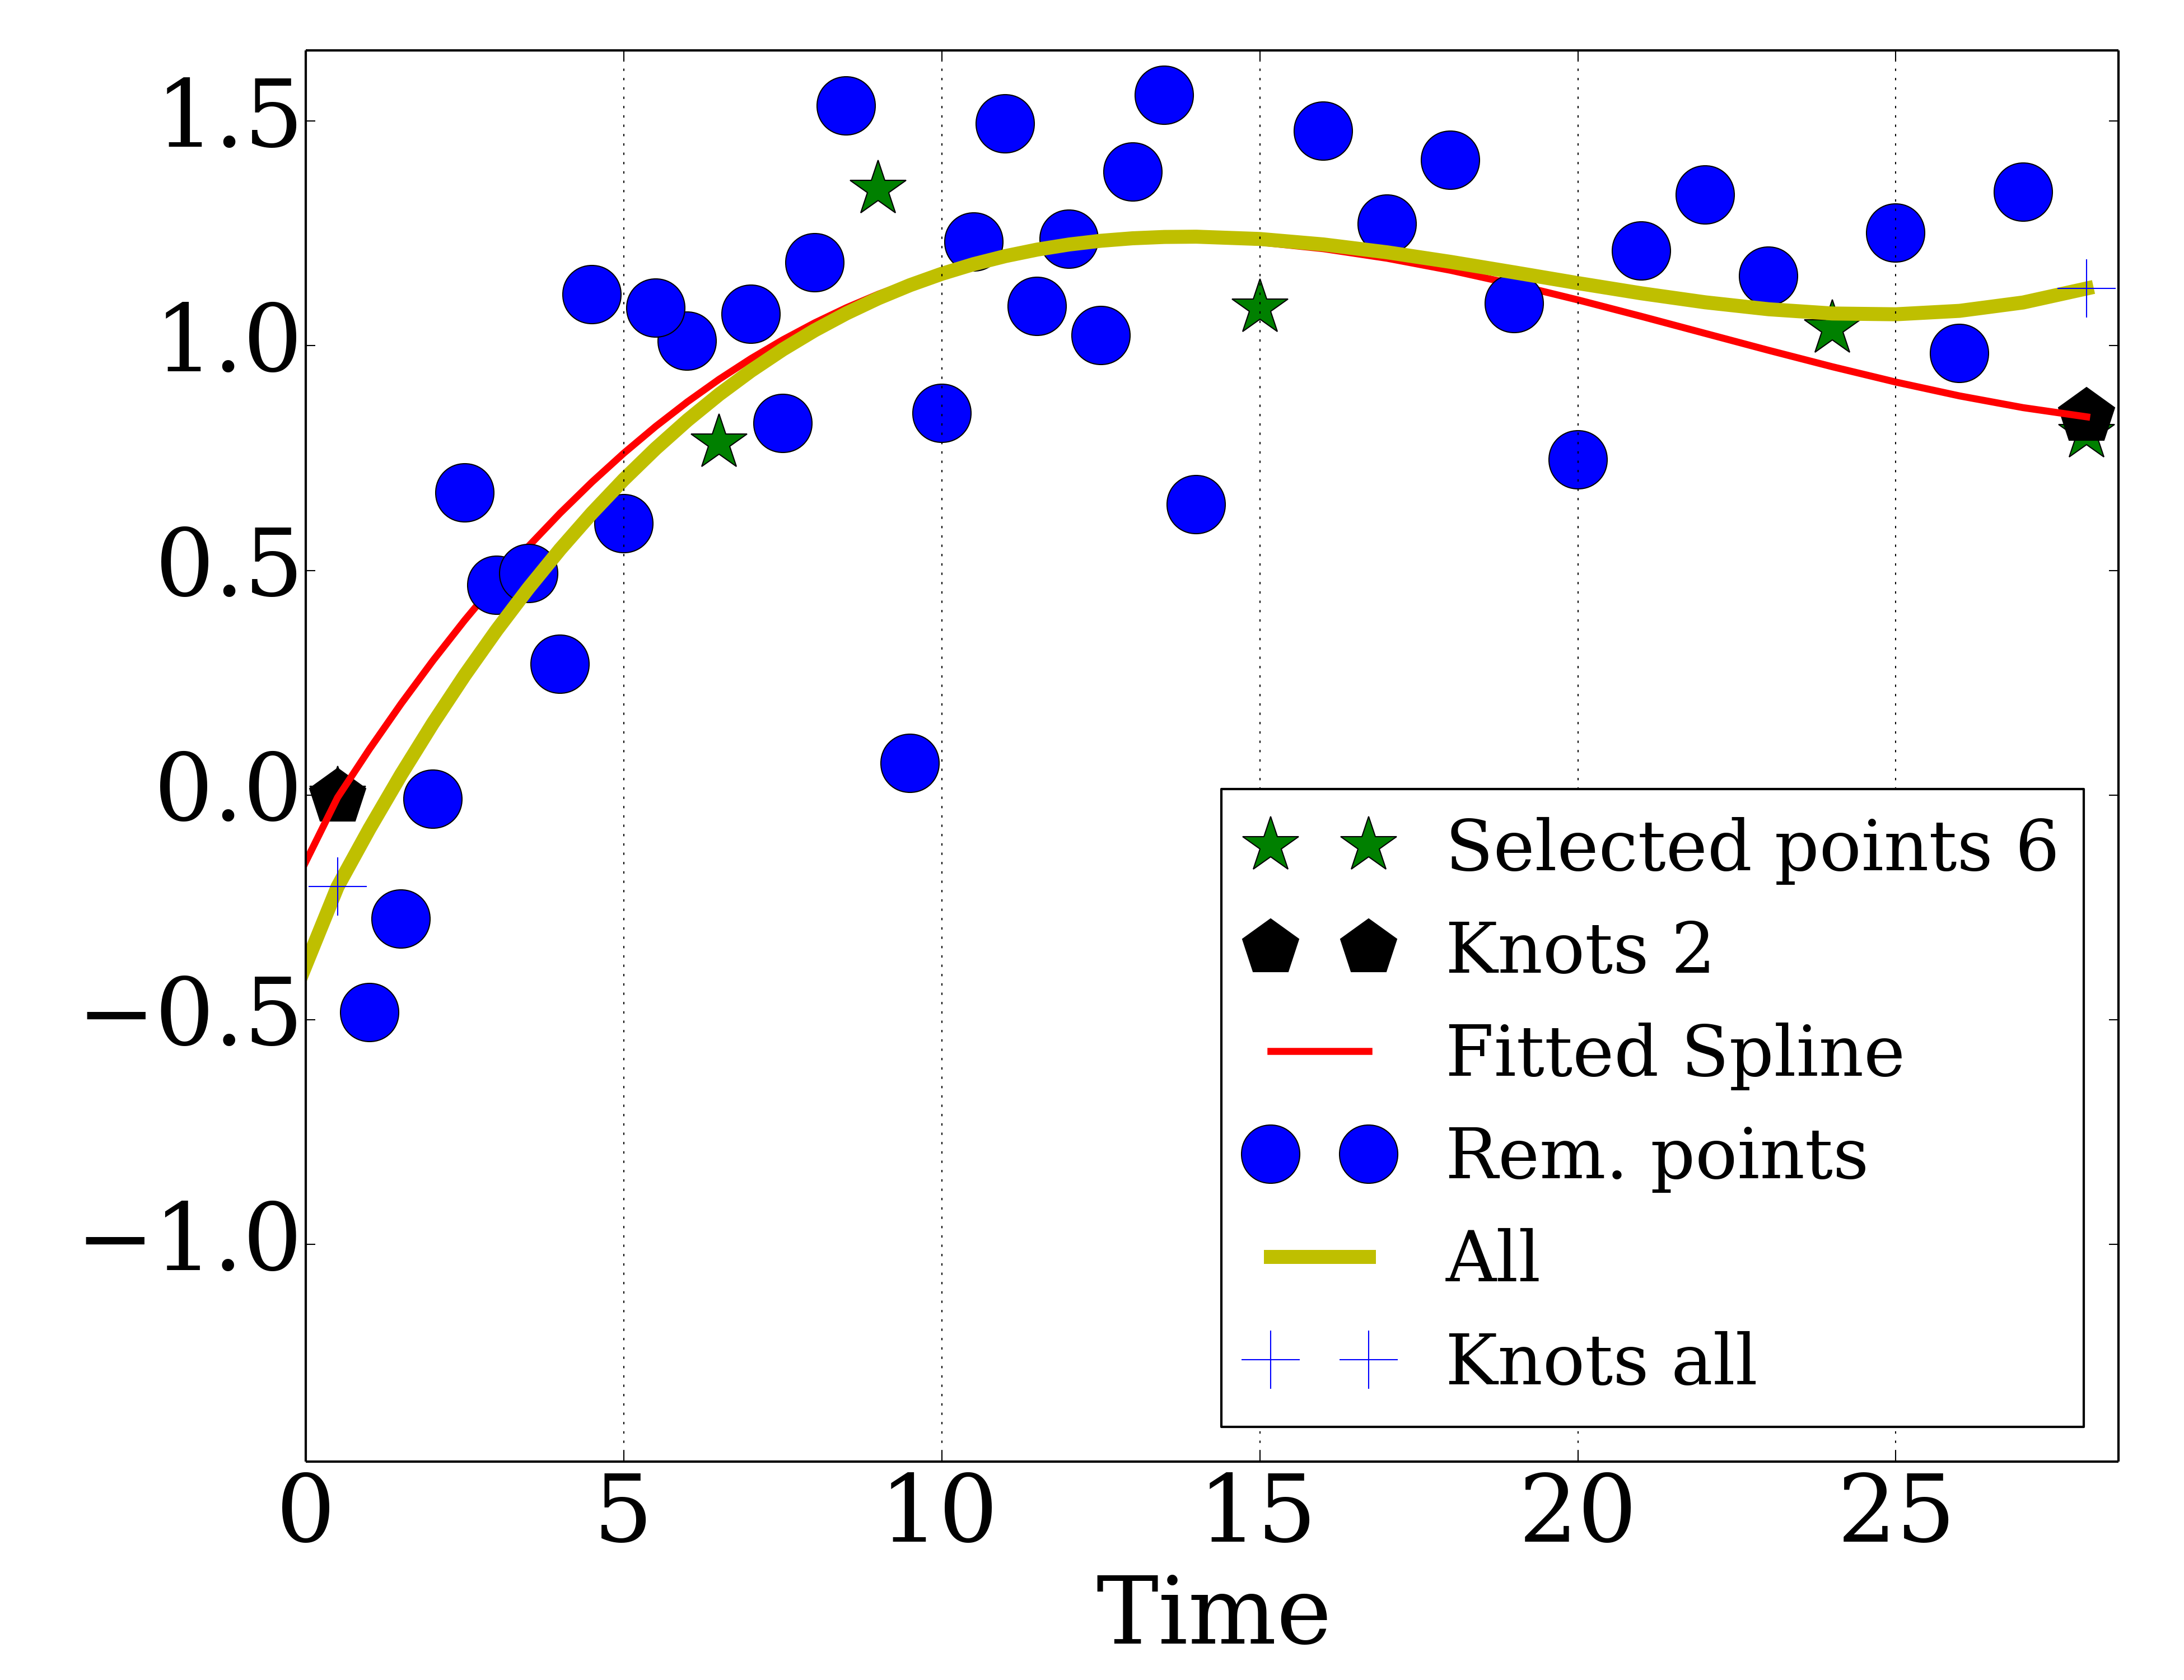 1.5
1.0
0.5
0.0
−0.5
−1.0
Selected points 6
Knots 2
Fitted Spline
Rem. points
All
Knots all
0 5 10 15 20 25
Time